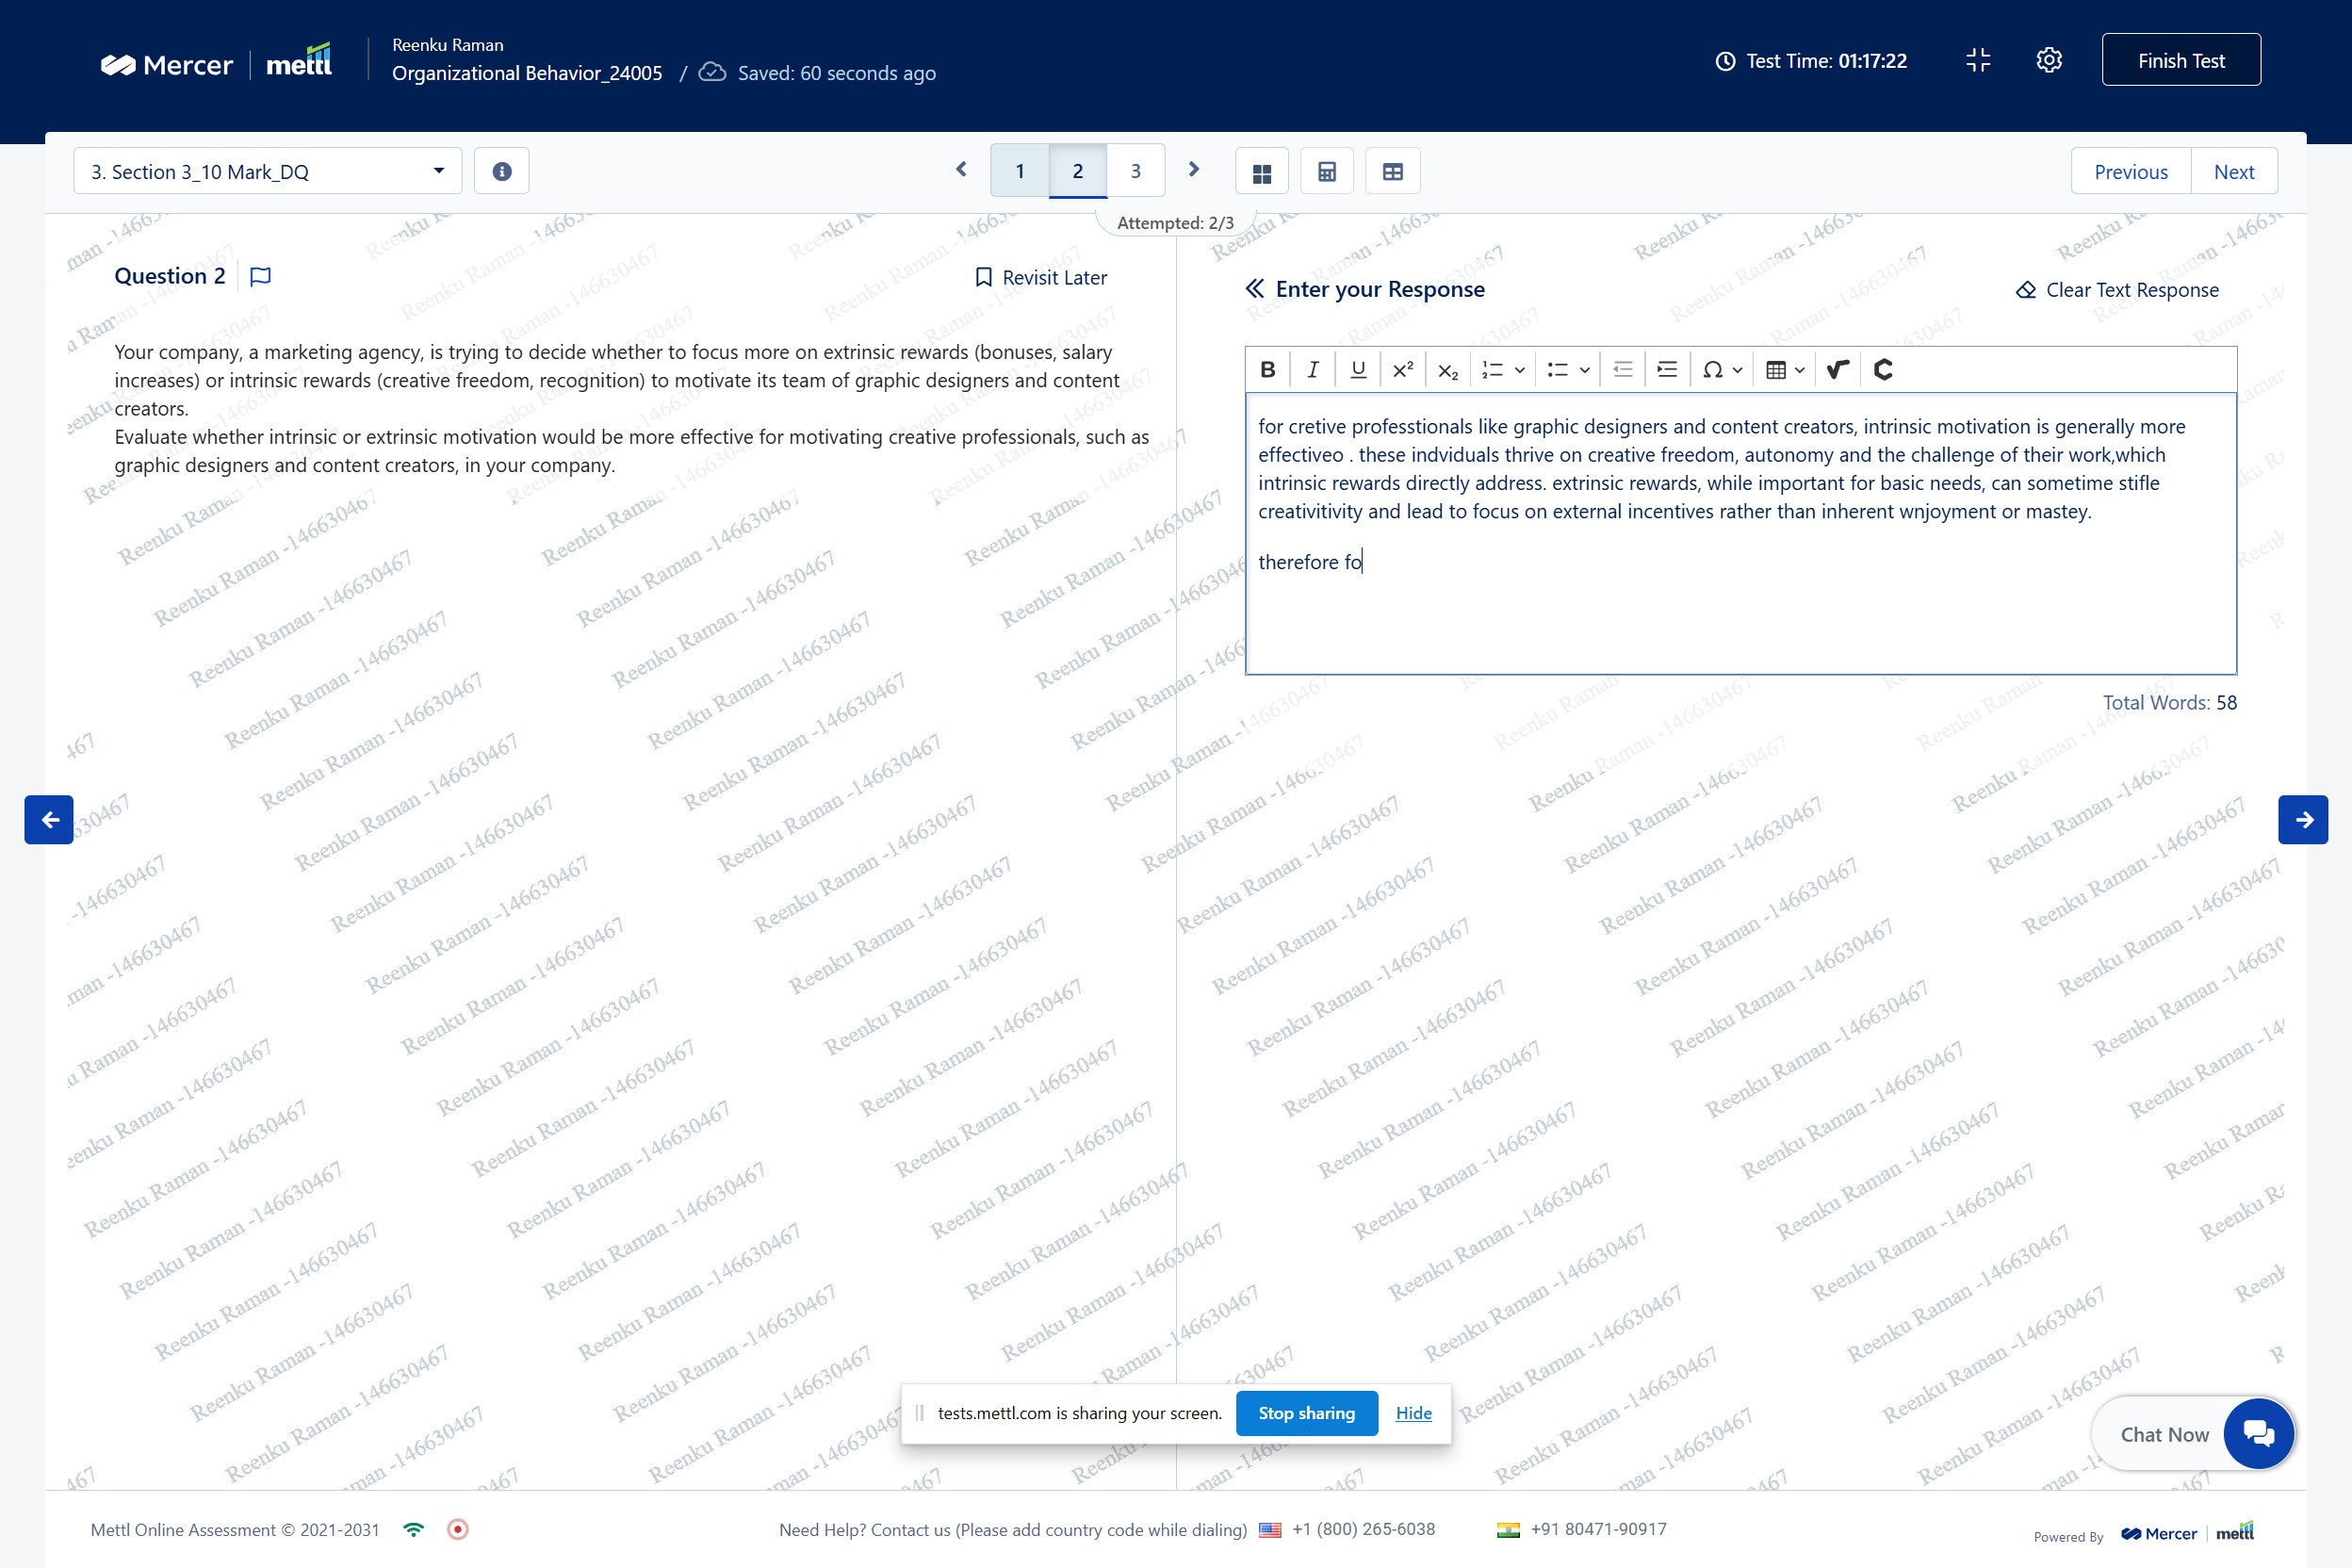 Mercer | mettl
Reenku Raman
Organizational Behavior_24005 / Saved: 60 seconds ago
Test Time: 01:17:22
Finish Test
3. Section 3_10 Mark_DQ
1 2 3
Previous Next
Attempted: 2/3
Question 2
Revisit Later
Your company, a marketing agency, is trying to decide whether to focus more on extrinsic rewards (bonuses, salary
increases) or intrinsic rewards (creative freedom, recognition) to motivate its team of graphic designers and content
creators.
Evaluate whether intrinsic or extrinsic motivation would be more effective for motivating creative professionals, such as
graphic designers and content creators, in your company.
Enter your Response
Clear Text Response
B I U x² x₂ Ω
for cretive professtionals like graphic designers and content creators, intrinsic motivation is generally more
effectiveo . these indviduals thrive on creative freedom, autonomy and the challenge of their work,which
intrinsic rewards directly address. extrinsic rewards, while important for basic needs, can sometime stifle
creativitivity and lead to focus on external incentives rather than inherent wnjoyment or mastey.
therefore fo
Total Words: 58
Reenku Raman -146630467
tests.mettl.com is sharing your screen.
Stop sharing
Hide
Chat Now
Mettl Online Assessment © 2021-2031
Need Help? Contact us (Please add country code while dialing) +1 (800) 265-6038 +91 80471-90917
Powered By Mercer | mettl